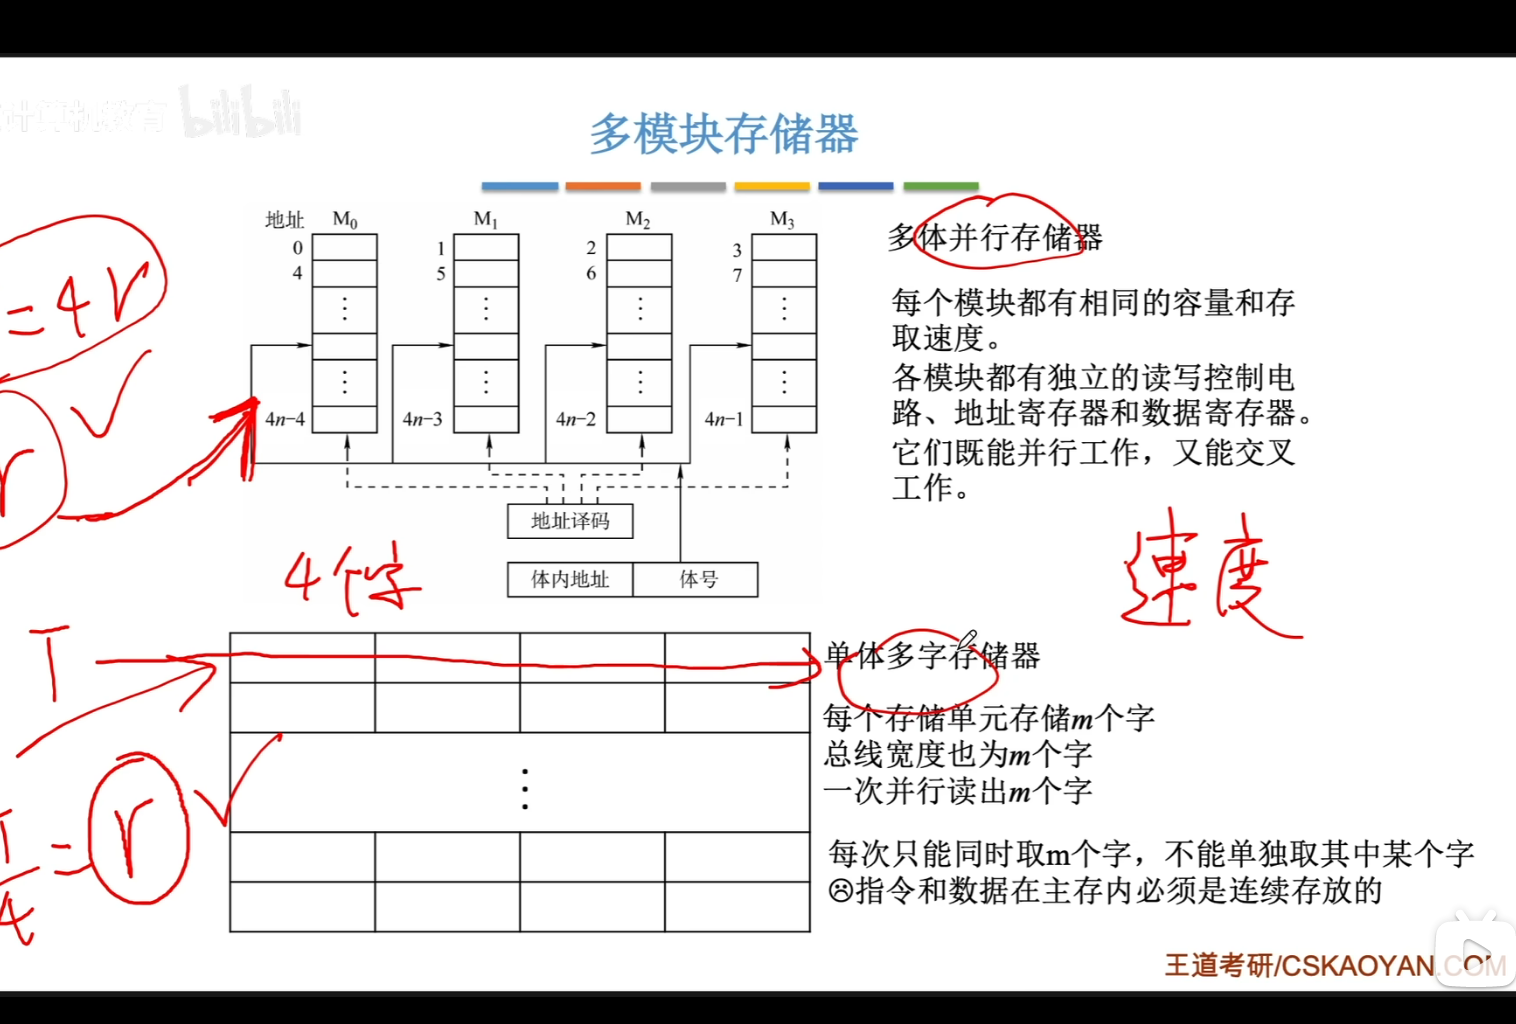 计算机教育 bilibili
多模块存储器
地址 M₀ M₁ M₂ M₃
0 1 2 3
4 5 6 7
4n−4 4n−3 4n−2 4n−1
地址译码
体内地址 体号
多体并行存储器
每个模块都有相同的容量和存
取速度。
各模块都有独立的读写控制电
路、地址寄存器和数据寄存器。
它们既能并行工作，又能交叉
工作。
=4r
r
4个字
速度
T
单体多字存储器
每个存储单元存储m个字
总线宽度也为m个字
一次并行读出m个字
每次只能同时取m个字，不能单独取其中某个字
☹指令和数据在主存内必须是连续存放的
T/4=r
王道考研/CSKAOYAN.COM